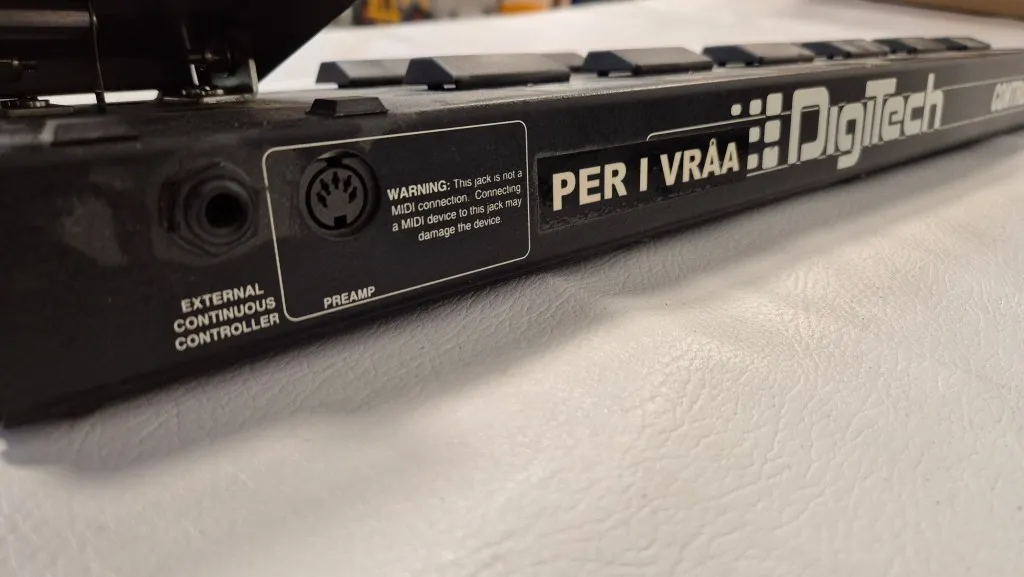 EXTERNAL
CONTINUOUS
CONTROLLER
PREAMP
WARNING: This jack is not a
MIDI connection. Connecting
a MIDI device to this jack may
damage the device.
PER I VRÅA
DigiTech